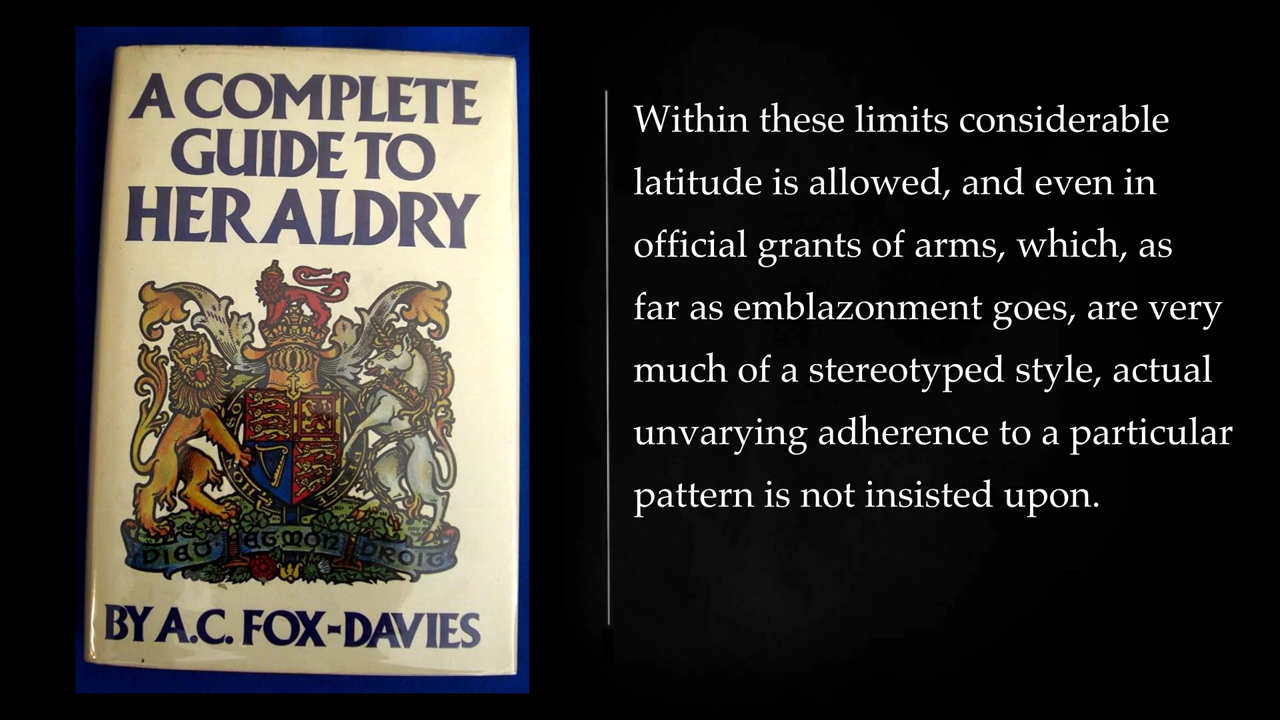 A COMPLETE
GUIDE TO
HERALDRY
DIEU ET MON DROIT
BY A.C. FOX-DAVIES
Within these limits considerable
latitude is allowed, and even in
official grants of arms, which, as
far as emblazonment goes, are very
much of a stereotyped style, actual
unvarying adherence to a particular
pattern is not insisted upon.